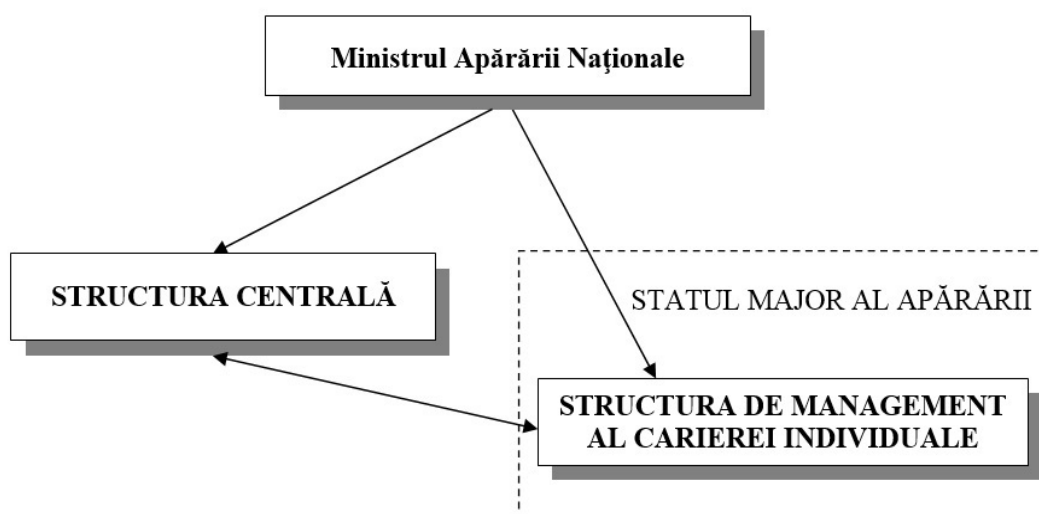 Ministrul Apărării Naţionale
STRUCTURA CENTRALĂ
STATUL MAJOR AL APĂRĂRII
STRUCTURA DE MANAGEMENT
AL CARIEREI INDIVIDUALE